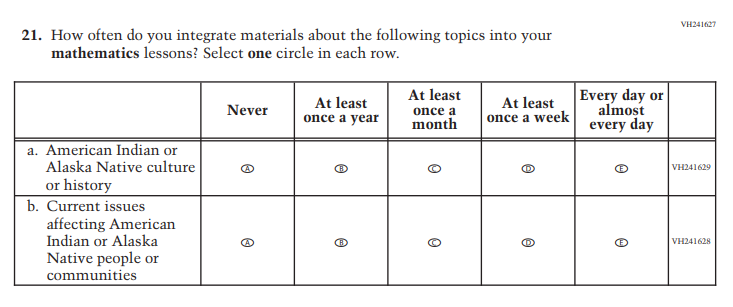 VH241627
21. How often do you integrate materials about the following topics into your
mathematics lessons? Select one circle in each row.
Never
At least
once a year
At least
once a
month
At least
once a week
Every day or
almost
every day
a. American Indian or
Alaska Native culture
or history
A B C D E VH241629
b. Current issues
affecting American
Indian or Alaska
Native people or
communities
A B C D E VH241628